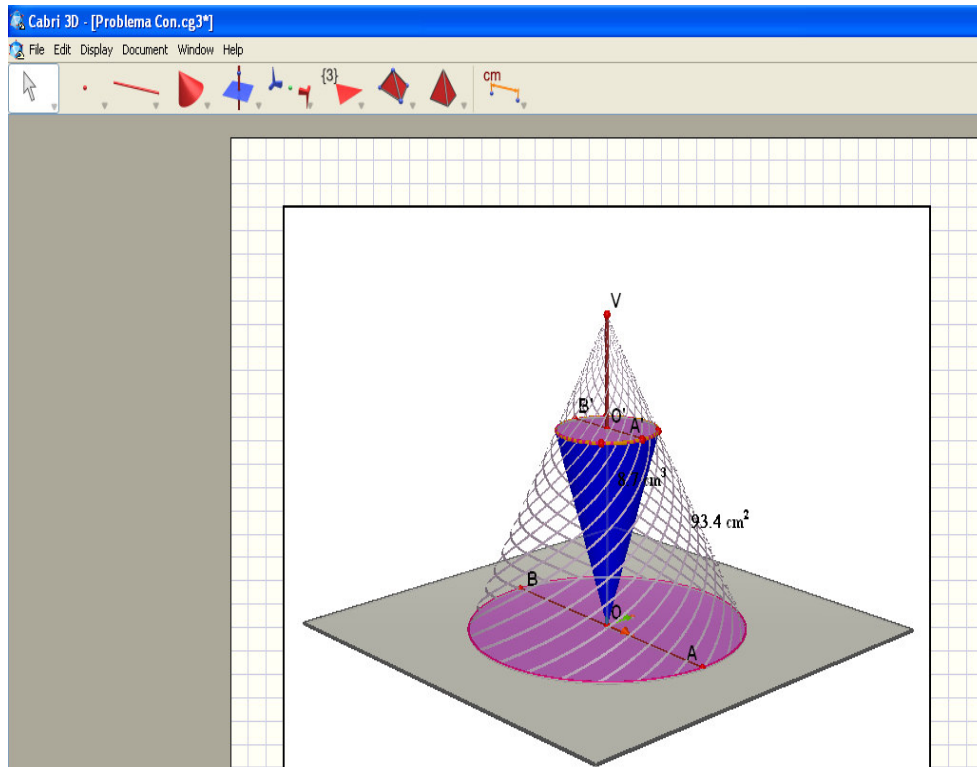 Cabri 3D - [Problema Con.cg3*]
File Edit Display Document Window Help
{3}
cm
V
B'
O'
A'
cm³
93.4 cm²
B
O
A